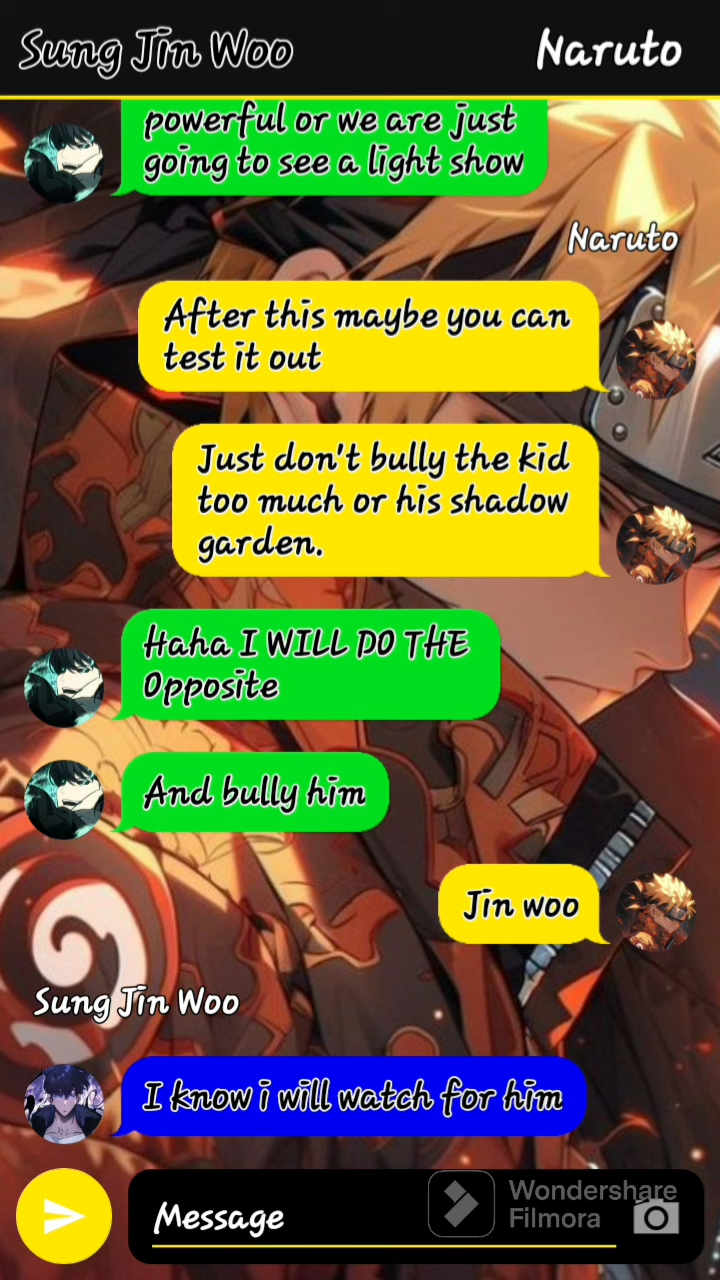 Sung Jin Woo
Naruto
powerful or we are just
going to see a light show
Naruto
After this maybe you can
test it out
Just don't bully the kid
too much or his shadow
garden.
Haha I WILL DO THE
Opposite
And bully him
Jin woo
Sung Jin Woo
I know i will watch for him
Message
Wondershare
Filmora